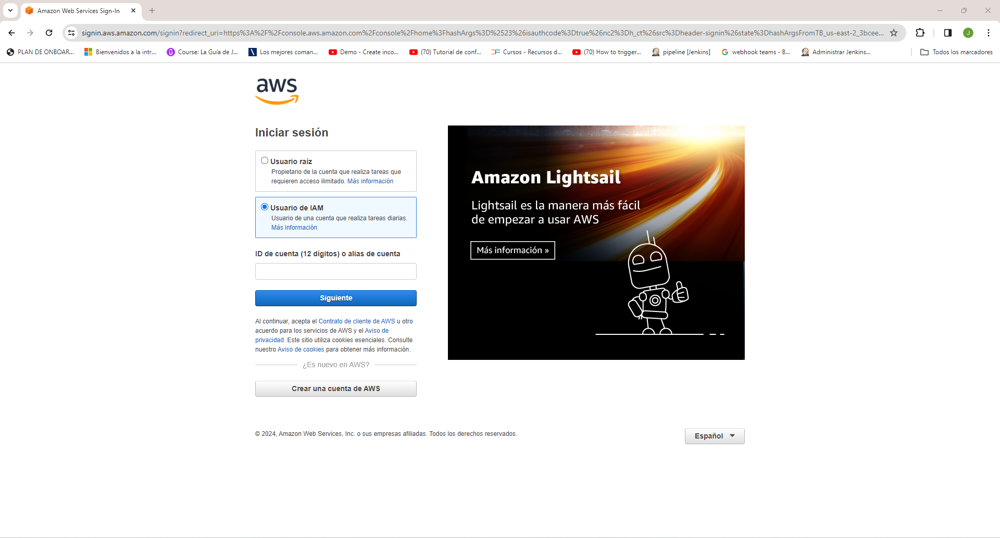 Amazon Web Services Sign-In
signin.aws.amazon.com/signin?redirect_uri=https%3A%2F%2Fconsole.aws.amazon.com%2Fconsole%2Fhome%3FhashArgs%3D%2523%26isauthcode%3Dtrue%26nc2%3Dh_ct%26src%3Dheader-signin%26state%3DhashArgsFromTB_us-east-2_3bcee...
J
PLAN DE ONBOAR...
Bienvenidos a la intr...
Course: La Guía de J...
Los mejores coman...
Demo - Create inco...
(70) Tutorial de conf...
Cursos - Recursos d...
(70) How to trigger...
pipeline [Jenkins]
webhook teams - B...
Administrar Jenkins...
Todos los marcadores
aws
Iniciar sesión
Usuario raíz
Propietario de la cuenta que realiza tareas que
requieren acceso ilimitado. Más información
Usuario de IAM
Usuario de una cuenta que realiza tareas diarias.
Más información
ID de cuenta (12 dígitos) o alias de cuenta
Siguiente
Al continuar, acepta el Contrato de cliente de AWS u otro
acuerdo para los servicios de AWS y el Aviso de
privacidad. Este sitio utiliza cookies esenciales. Consulte
nuestro Aviso de cookies para obtener más información.
¿Es nuevo en AWS?
Crear una cuenta de AWS
Amazon Lightsail
Lightsail es la manera más fácil
de empezar a usar AWS
Más información »
© 2024, Amazon Web Services, Inc. o sus empresas afiliadas. Todos los derechos reservados.
Español